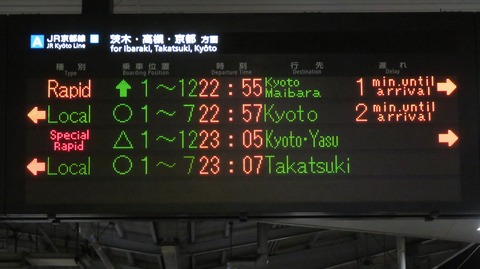 A JR京都線 茨木・高槻・京都 方面
JR Kyōto Line for Ibaraki, Takatsuki, Kyōto
種別 乗車位置 時刻 行先 遅れ
Type Boarding Position Departure Time Destination Delay
Rapid ↑ 1～12 22:55 Kyoto Maibara 1 min.until arrival →
← Local ○ 1～7 22:57 Kyoto 2 min.until arrival
Special Rapid △ 1～12 23:05 Kyoto・Yasu →
← Local ○ 1～7 23:07 Takatsuki